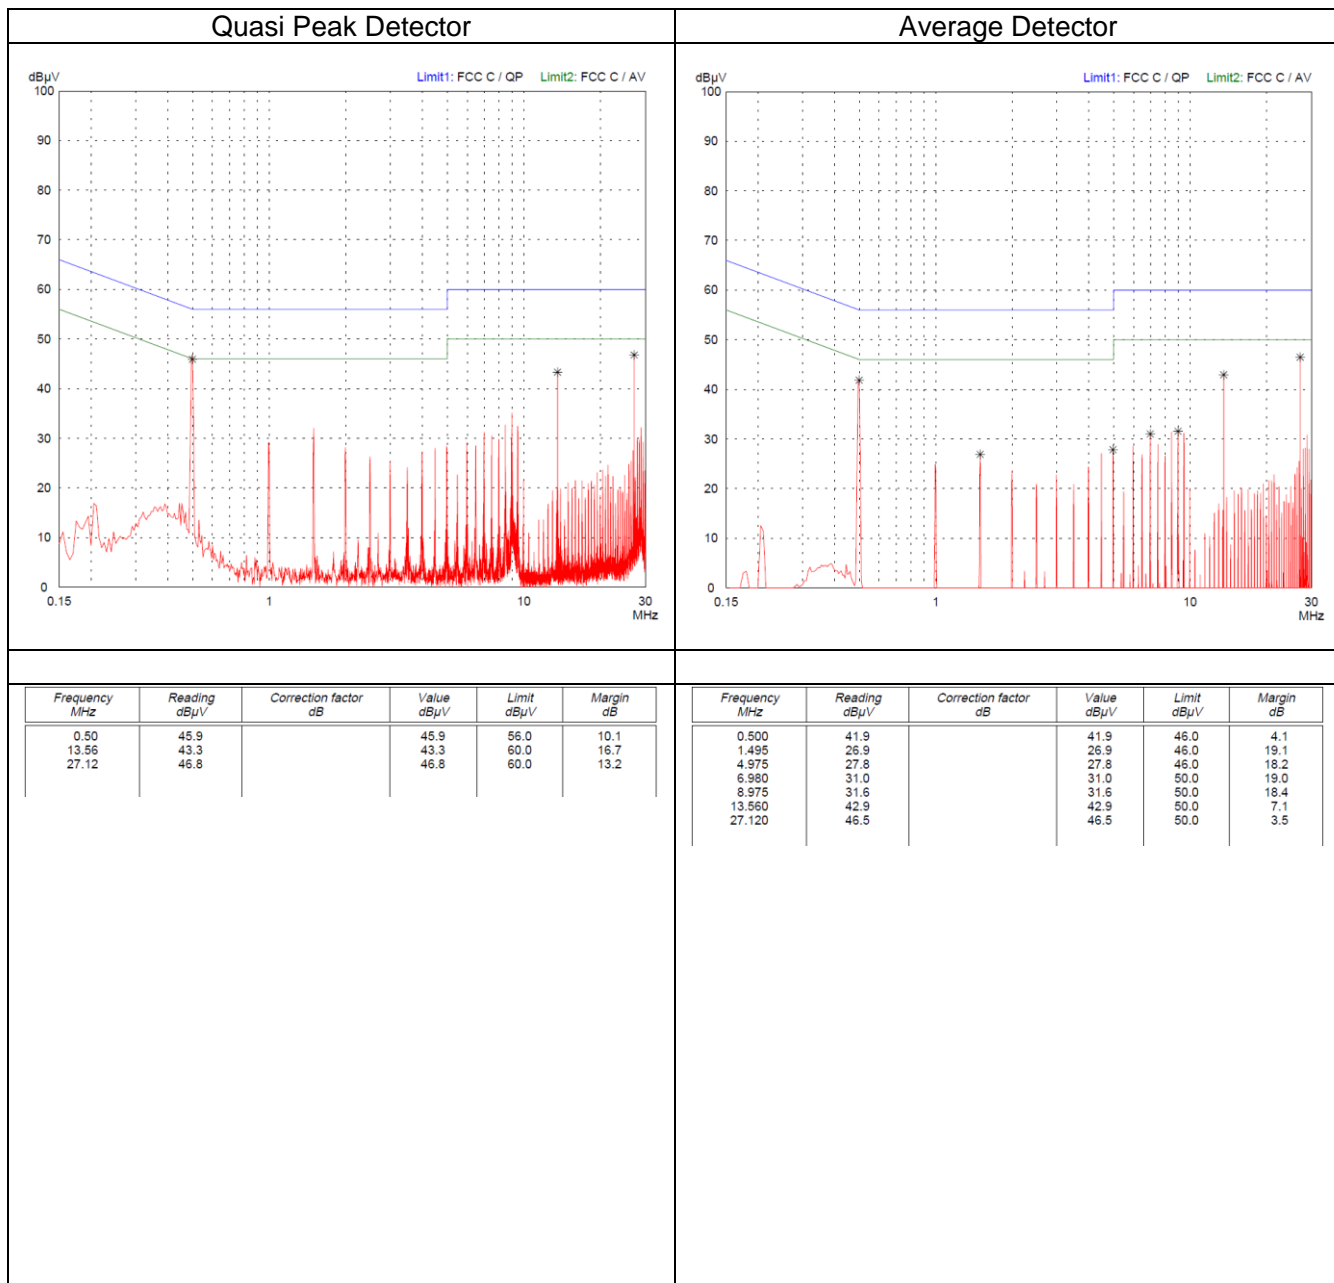 Quasi Peak Detector
Average Detector
dBµV
Limit1: FCC C / QP Limit2: FCC C / AV
100
90
80
70
60
50
40
30
20
10
0
0.15 1 10 30
MHz
dBµV
Limit1: FCC C / QP Limit2: FCC C / AV
100
90
80
70
60
50
40
30
20
10
0
0.15 1 10 30
MHz
Frequency Reading Correction factor Value Limit Margin
MHz dBµV dB dBµV dBµV dB
0.50 45.9 45.9 56.0 10.1
13.56 43.3 43.3 60.0 16.7
27.12 46.8 46.8 60.0 13.2
Frequency Reading Correction factor Value Limit Margin
MHz dBµV dB dBµV dBµV dB
0.500 41.9 41.9 46.0 4.1
1.495 26.9 26.9 46.0 19.1
4.975 27.8 27.8 46.0 18.2
6.980 31.0 31.0 50.0 19.0
8.975 31.6 31.6 50.0 18.4
13.560 42.9 42.9 50.0 7.1
27.120 46.5 46.5 50.0 3.5